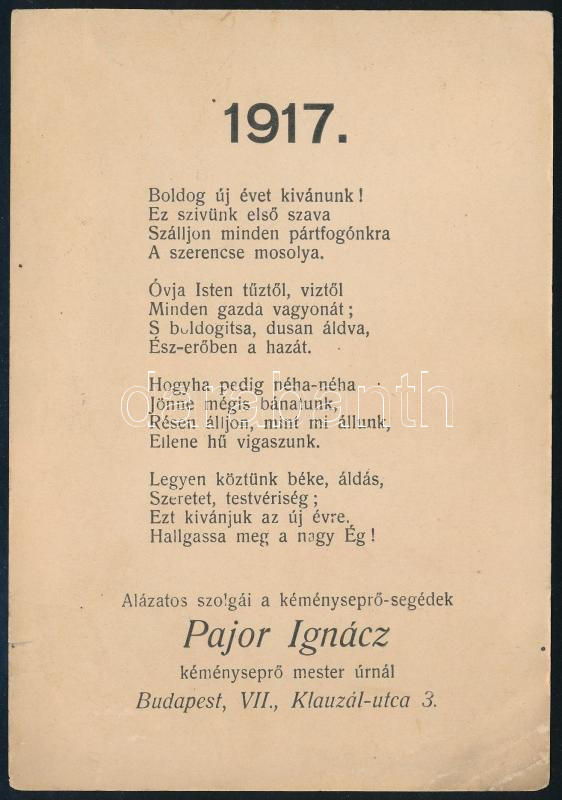 1917.
Boldog új évet kivánunk!
Ez szivünk első szava
Szálljon minden pártfogónkra
A szerencse mosolya.
Óvja Isten tűztől, viztől
Minden gazda vagyonát;
S boldogitsa, dusan áldva,
Ész-erőben a hazát.
Hogyha pedig néha-néha
Jönne mégis bánatunk,
Résen álljon, mint mi állunk,
Ellene hű vigaszunk.
Legyen köztünk béke, áldás,
Szeretet, testvériség;
Ezt kivánjuk az új évre.
Hallgassa meg a nagy Ég!
Alázatos szolgái a kéményseprő-segédek
Pajor Ignácz
kéményseprő mester úrnál
Budapest, VII., Klauzál-utca 3.
darabanth